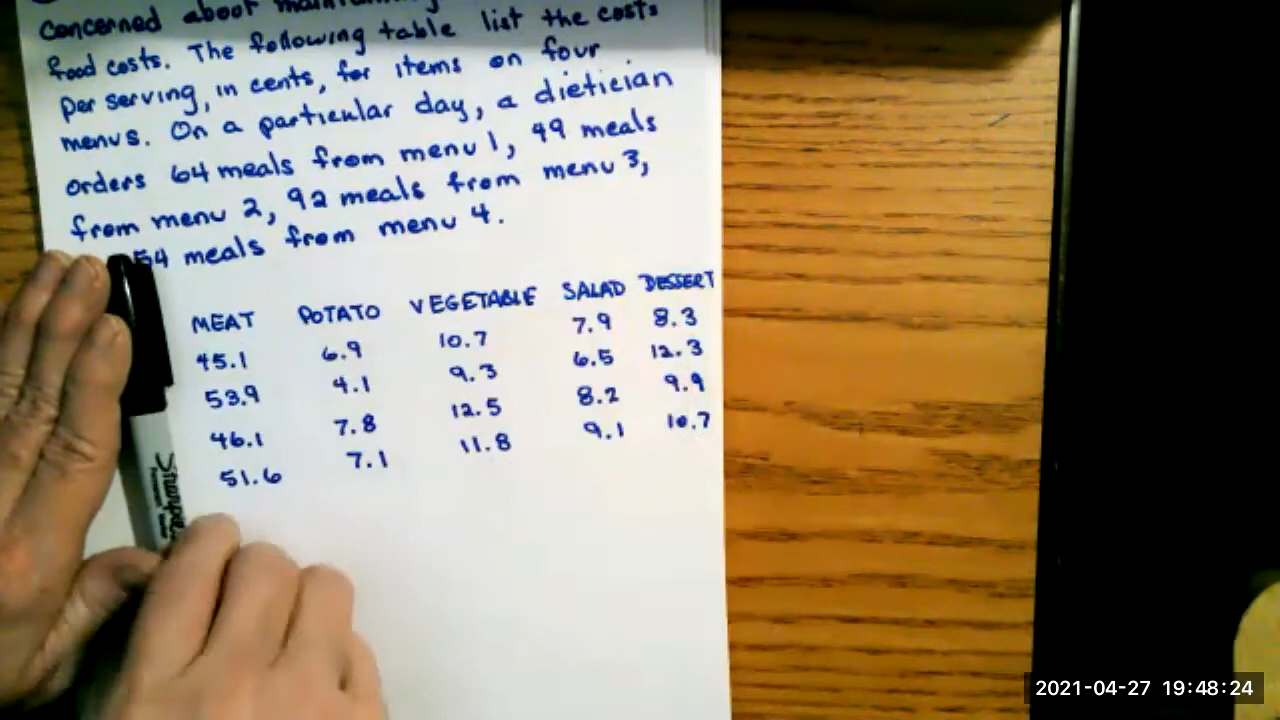 concerned about
food costs. The following table list the costs
per serving, in cents, for items on four
menus. On a particular day, a dietician
orders 64 meals from menu 1, 49 meals
from menu 2, 92 meals from menu 3,
54 meals from menu 4.
MEAT POTATO VEGETABLE SALAD DESSERT
45.1 6.9 10.7 7.9 8.3
53.9 4.1 9.3 6.5 12.3
46.1 7.8 12.5 8.2 9.9
51.6 7.1 11.8 9.1 10.7
Sharpie
2021-04-27 19:48:24